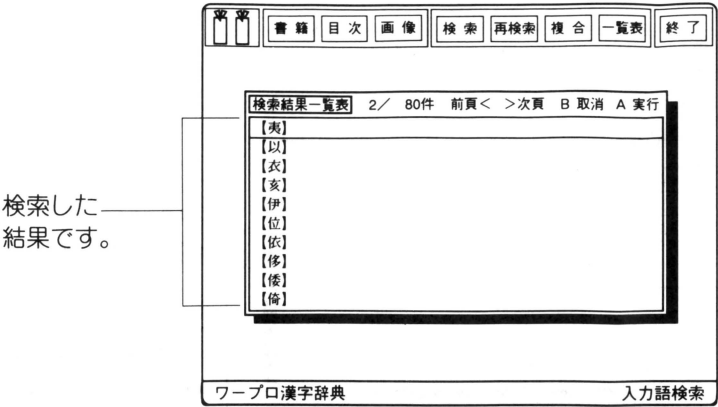 書籍 目次 画像 検索 再検索 複合 一覧表 終了
検索結果一覧表 2／ 80件 前頁＜ ＞次頁 B 取消 A 実行
【夷】
【以】
【衣】
【亥】
【伊】
【位】
【依】
【侈】
【倭】
【倚】
検索した
結果です。
ワープロ漢字辞典 入力語検索